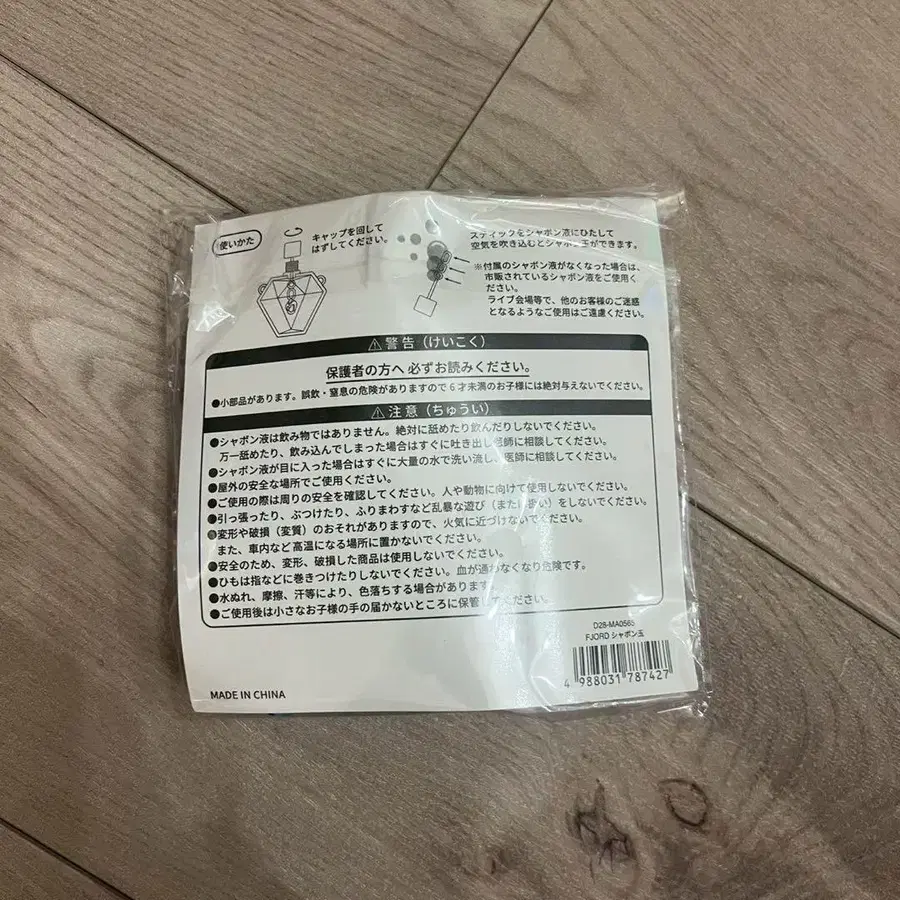 使いかた
キャップを回して
はずしてください。
スティックをシャボン液にひたして
空気を吹き込むとシャボン玉ができます。
※付属のシャボン液がなくなった場合は、
市販されているシャボン液をご使用く
ださい。
ライブ会場等で、他のお客様のご迷惑
となるようなご使用はご遠慮ください。
⚠警告（けいこく）
保護者の方へ 必ずお読みください。
●小部品があります。誤飲・窒息の危険がありますので６才未満のお子様には絶対与えないでください。
⚠注意（ちゅうい）
●シャボン液は飲み物ではありません。絶対に舐めたり飲んだりしないでください。
万一舐めたり、飲み込んでしまった場合はすぐに吐き出し医師に相談してください。
●シャボン液が目に入った場合はすぐに大量の水で洗い流し、医師に相談してください。
●屋外の安全な場所でご使用ください。
●ご使用の際は周りの安全を確認してください。人や動物に向けて使用しないでください。
●引っ張ったり、ぶつけたり、ふりまわすなど乱暴な遊び（または扱い）をしないでください。
●変形や破損（変質）のおそれがありますので、火気に近づけないでください。
また、車内など高温になる場所に置かないでください。
●安全のため、変形、破損した商品は使用しないでください。
●ひもは指などに巻きつけたりしないでください。血が通わなくなり危険です。
●水ぬれ、摩擦、汗等により、色落ちする場合があります
●ご使用後は小さなお子様の手の届かないところに保管してください。
D28-MA0565
FJORD シャボン玉
4 988031 787427
MADE IN CHINA